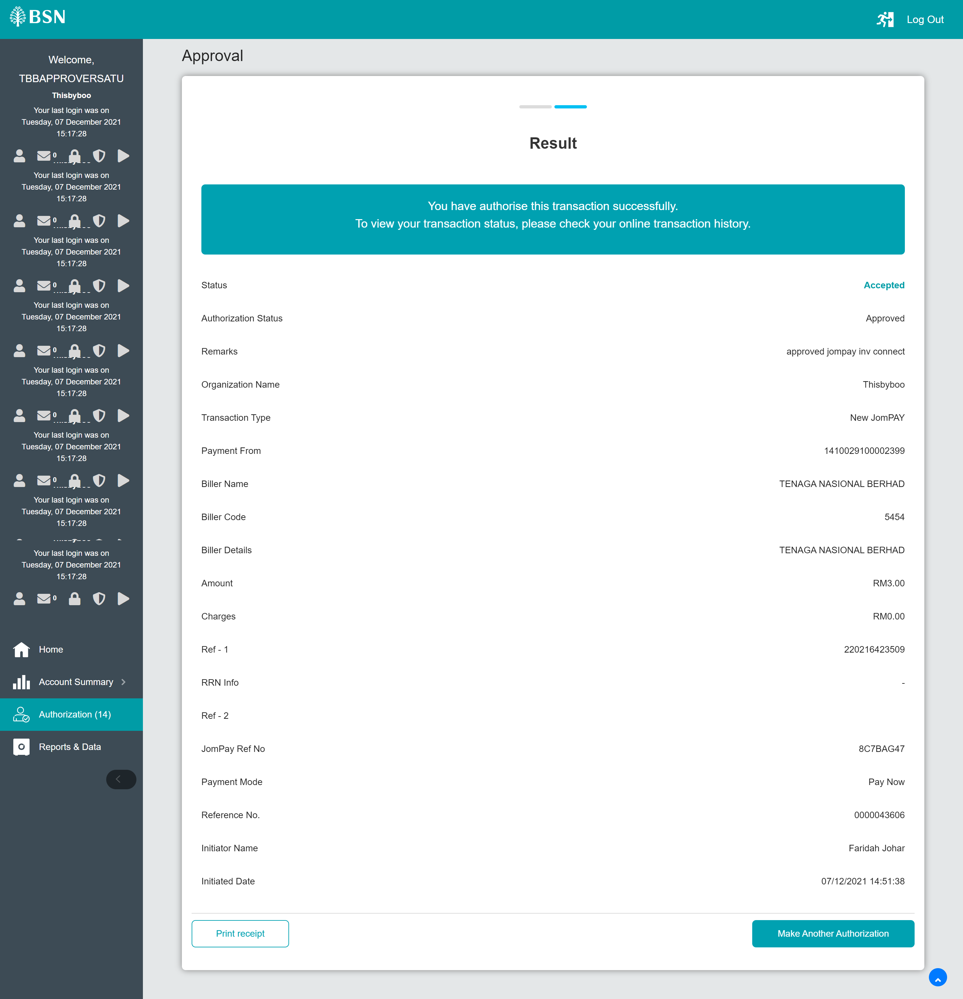 BSN
Log Out
Welcome,
TBBAPPROVERSATU
Thisbyboo
Your last login was on
Tuesday, 07 December 2021
15:17:28
0
Thisbyboo
Your last login was on
Tuesday, 07 December 2021
15:17:28
0
Thisbyboo
Your last login was on
Tuesday, 07 December 2021
15:17:28
0
Thisbyboo
Your last login was on
Tuesday, 07 December 2021
15:17:28
0
Thisbyboo
Your last login was on
Tuesday, 07 December 2021
15:17:28
0
Thisbyboo
Your last login was on
Tuesday, 07 December 2021
15:17:28
0
Thisbyboo
Your last login was on
Tuesday, 07 December 2021
15:17:28
Thisbyboo
Your last login was on
Tuesday, 07 December 2021
15:17:28
0
Home
Account Summary
Authorization (14)
Reports & Data
Approval
Result
You have authorise this transaction successfully.
To view your transaction status, please check your online transaction history.
Status Accepted
Authorization Status Approved
Remarks approved jompay inv connect
Organization Name Thisbyboo
Transaction Type New JomPAY
Payment From 1410029100002399
Biller Name TENAGA NASIONAL BERHAD
Biller Code 5454
Biller Details TENAGA NASIONAL BERHAD
Amount RM3.00
Charges RM0.00
Ref - 1 220216423509
RRN Info -
Ref - 2
JomPay Ref No 8C7BAG47
Payment Mode Pay Now
Reference No. 0000043606
Initiator Name Faridah Johar
Initiated Date 07/12/2021 14:51:38
Print receipt
Make Another Authorization